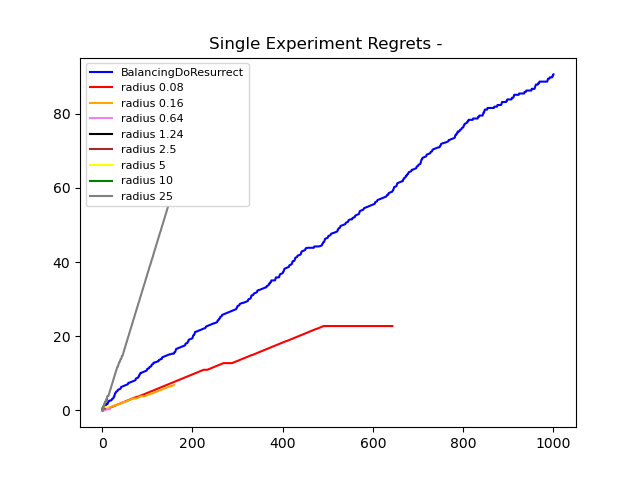 Single Experiment Regrets -
BalancingDoResurrect
radius 0.08
radius 0.16
radius 0.64
radius 1.24
radius 2.5
radius 5
radius 10
radius 25
80
60
40
20
0
0 200 400 600 800 1000